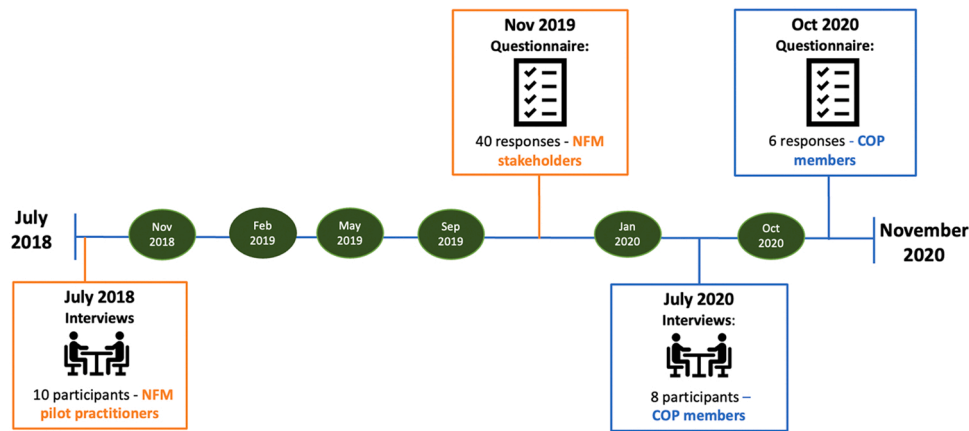 Nov 2019
Questionnaire:
40 responses - NFM
stakeholders
Oct 2020
Questionnaire:
6 responses - COP
members
July
2018
Nov
2018
Feb
2019
May
2019
Sep
2019
Jan
2020
Oct
2020
November
2020
July 2018
Interviews
10 participants - NFM
pilot practitioners
July 2020
Interviews:
8 participants –
COP members